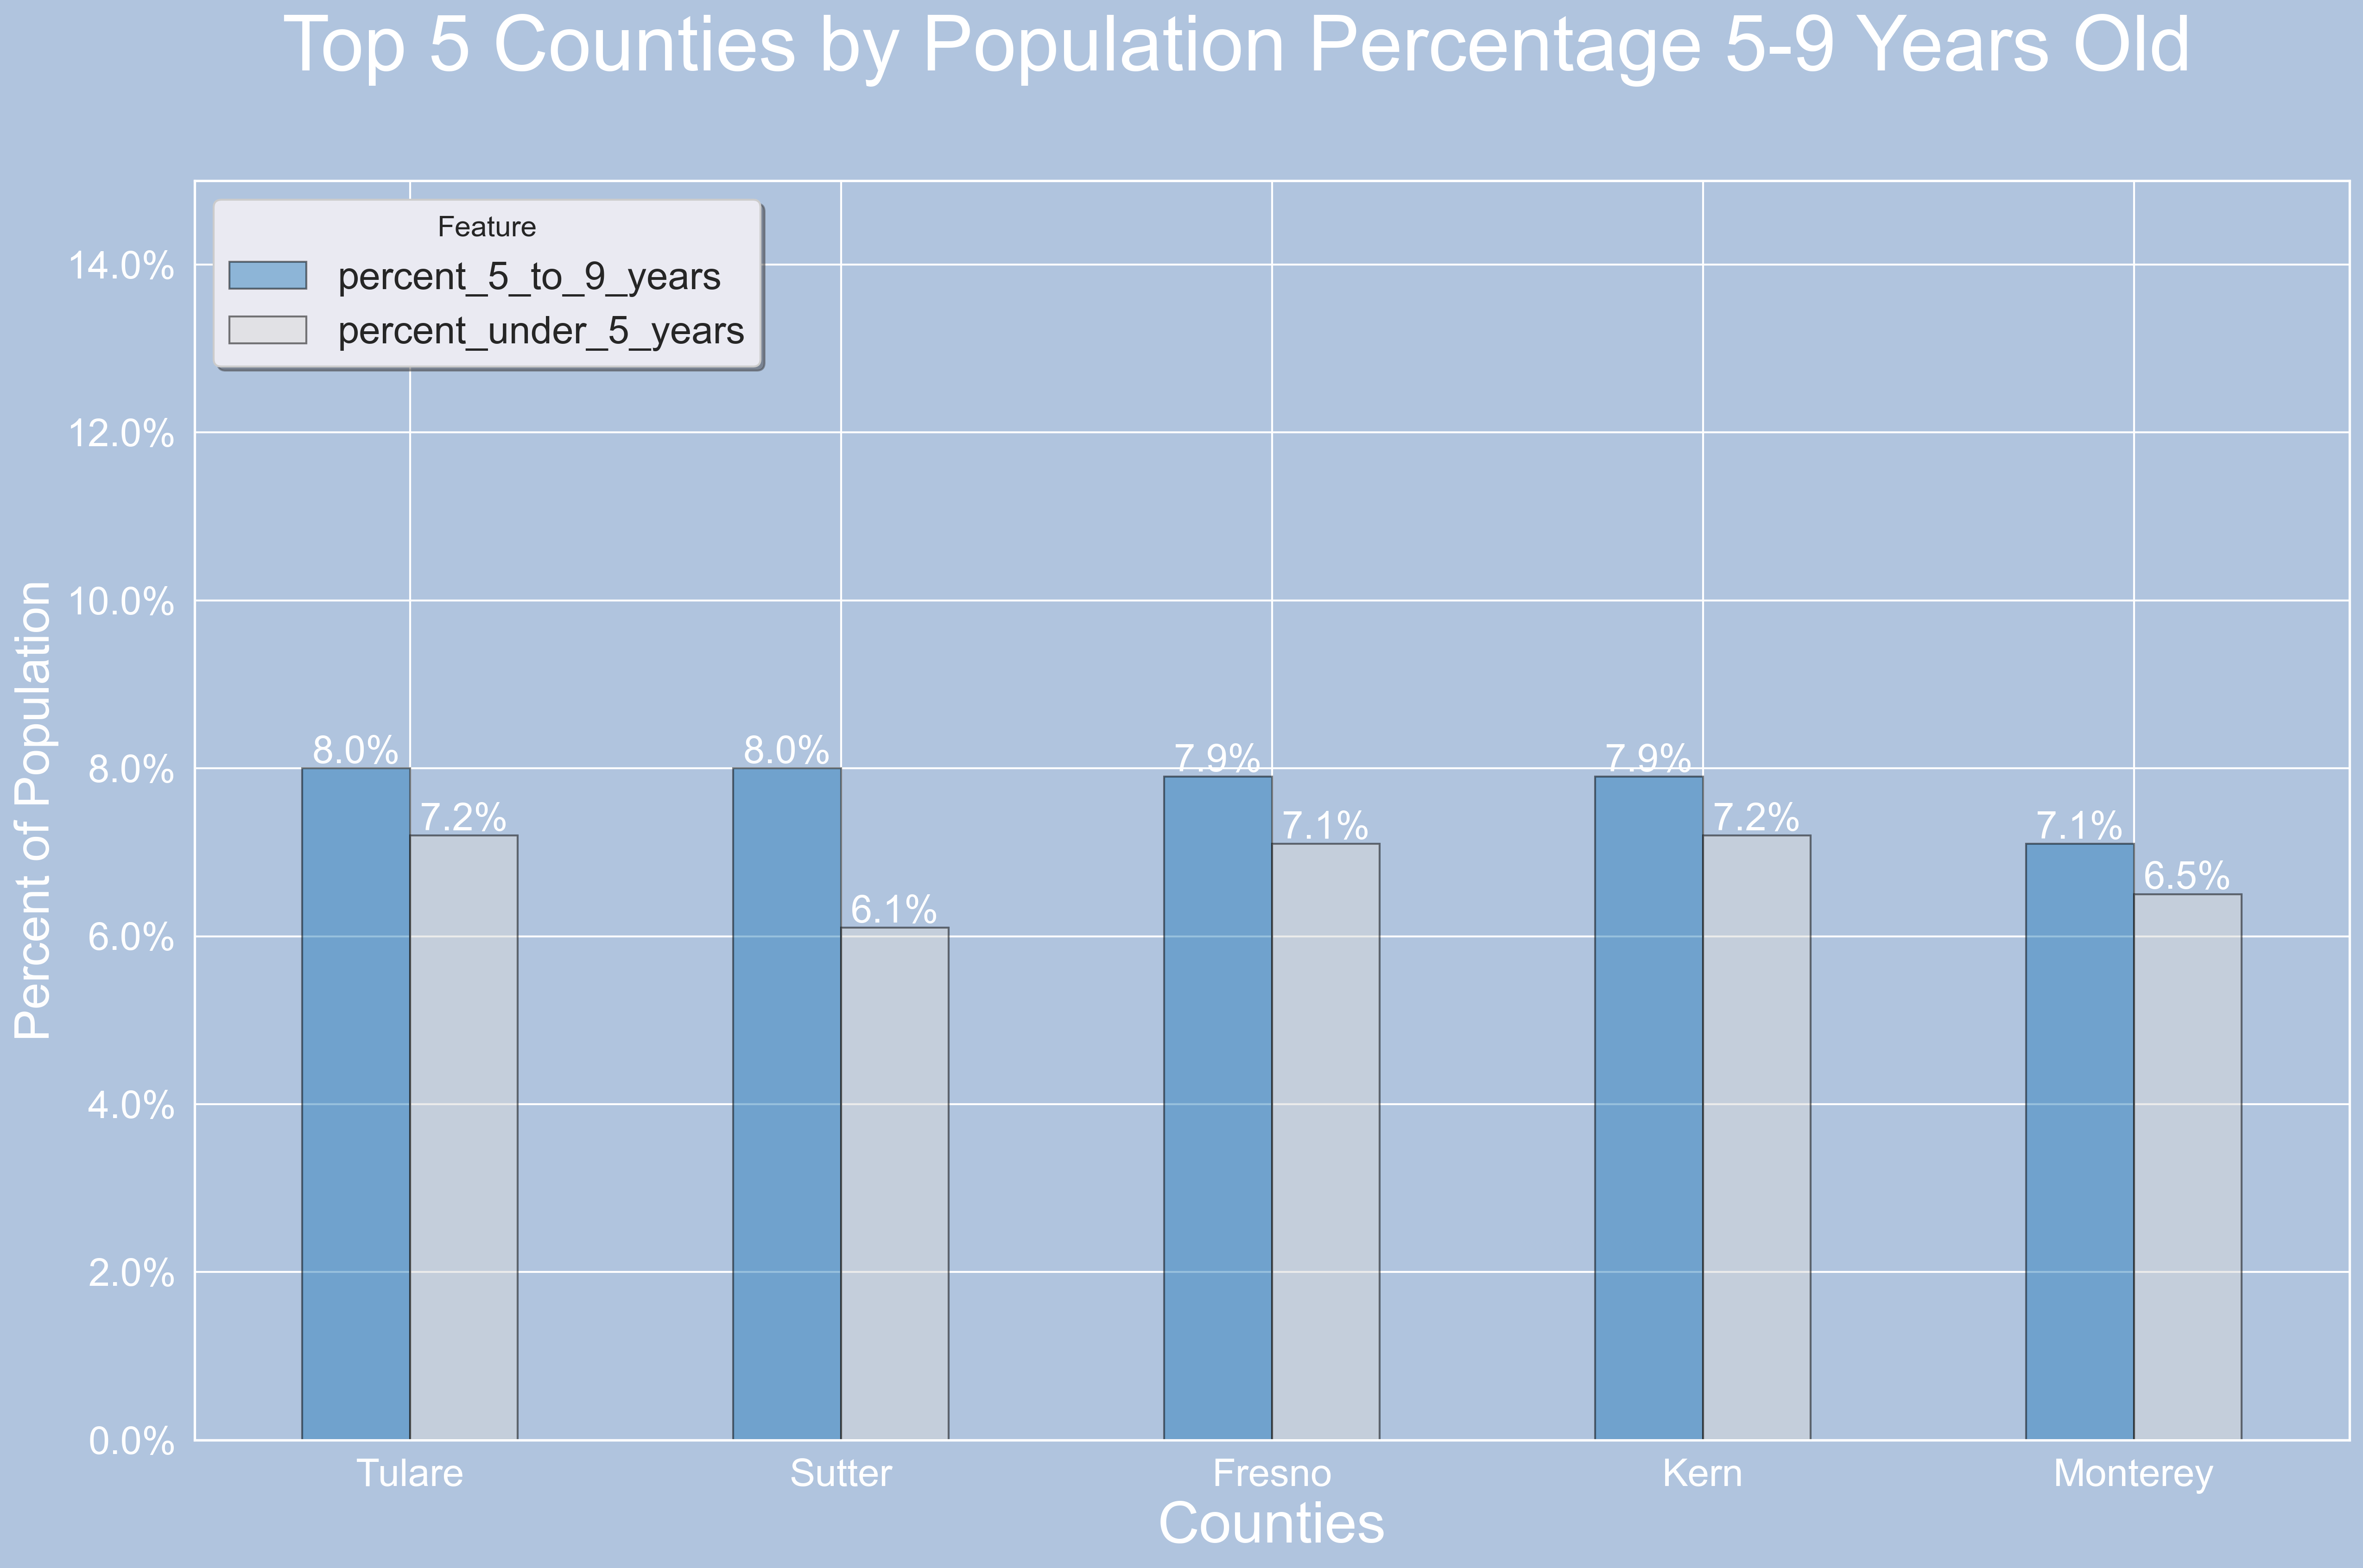 Top 5 Counties by Population Percentage 5-9 Years Old
Feature
percent_5_to_9_years
percent_under_5_years
Percent of Population
14.0%
12.0%
10.0%
8.0%
6.0%
4.0%
2.0%
0.0%
8.0%
7.2%
8.0%
6.1%
7.9%
7.1%
7.9%
7.2%
7.1%
6.5%
Tulare
Sutter
Fresno
Kern
Monterey
Counties